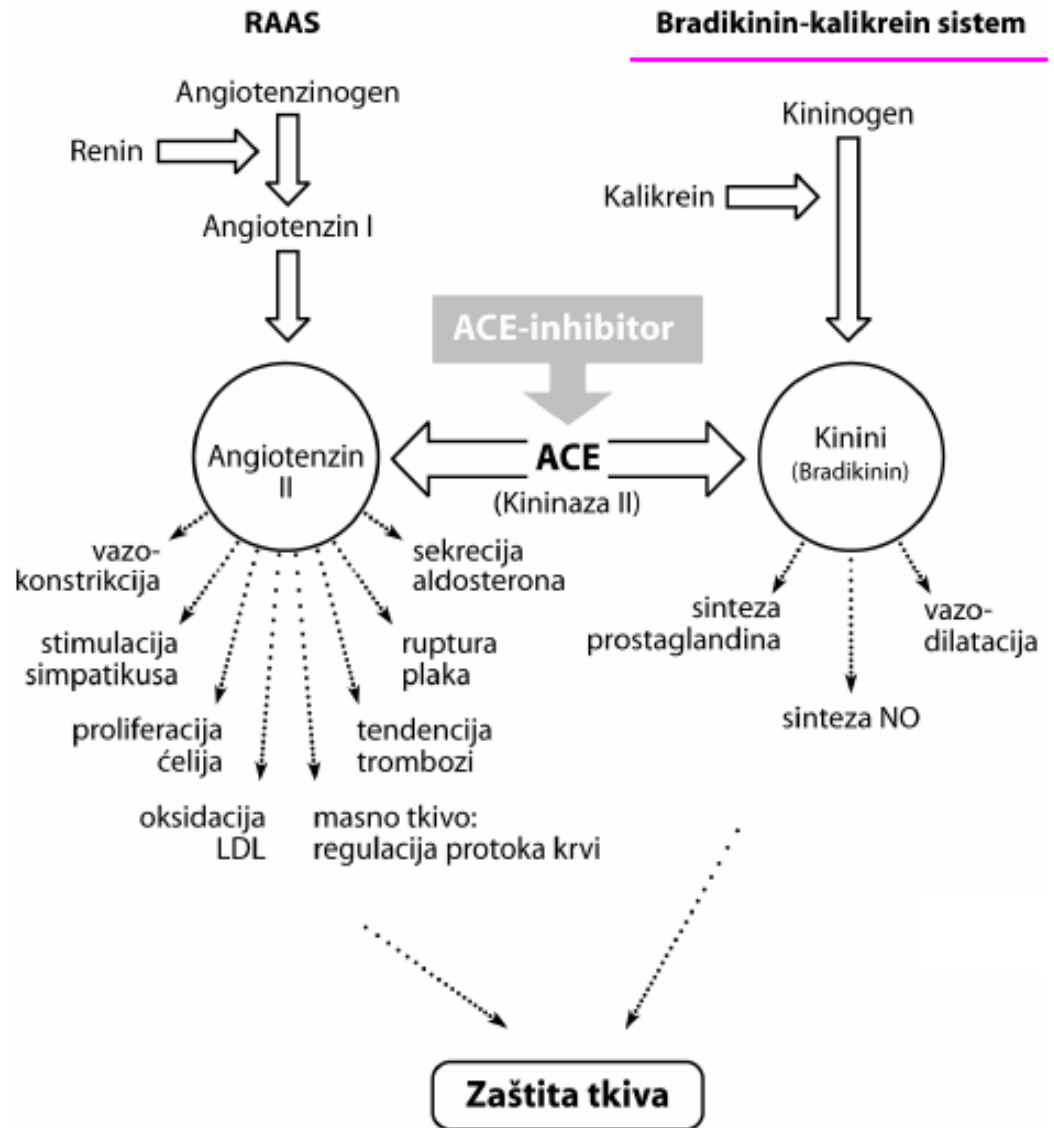 RAAS
Bradikinin-kalikrein sistem
Angiotenzinogen
Renin
Angiotenzin I
Kininogen
Kalikrein
ACE-inhibitor
Angiotenzin
II
ACE
(Kininaza II)
Kinini
(Bradikinin)
vazo-
konstrikcija
sekrecija
aldosterona
stimulacija
simpatikusa
ruptura
plaka
proliferacija
ćelija
tendencija
trombozi
oksidacija
LDL
masno tkivo:
regulacija protoka krvi
sinteza
prostaglandina
vazo-
dilatacija
sinteza NO
Zaštita tkiva